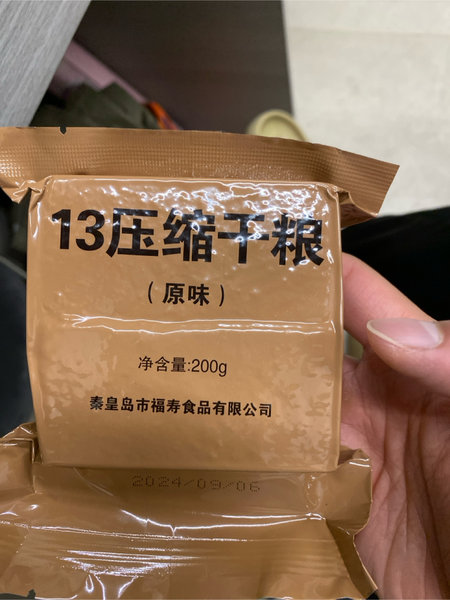 13压缩干粮
（原味）
净含量:200g
秦皇岛市福寿食品有限公司
2024/09/06